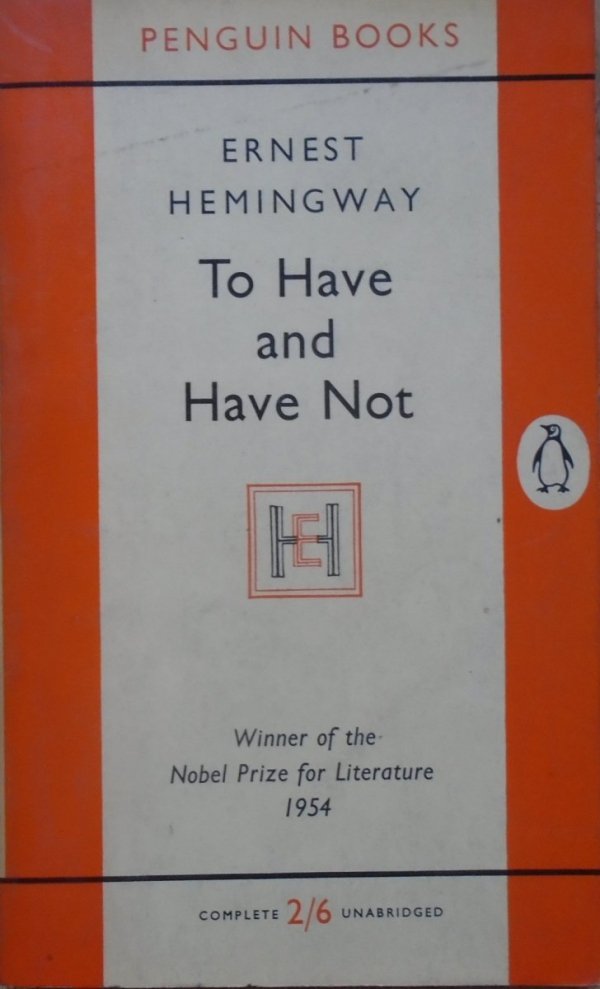 PENGUIN BOOKS
ERNEST
HEMINGWAY
To Have
and
Have Not
HEH
Winner of the
Nobel Prize for Literature
1954
COMPLETE 2/6 UNABRIDGED